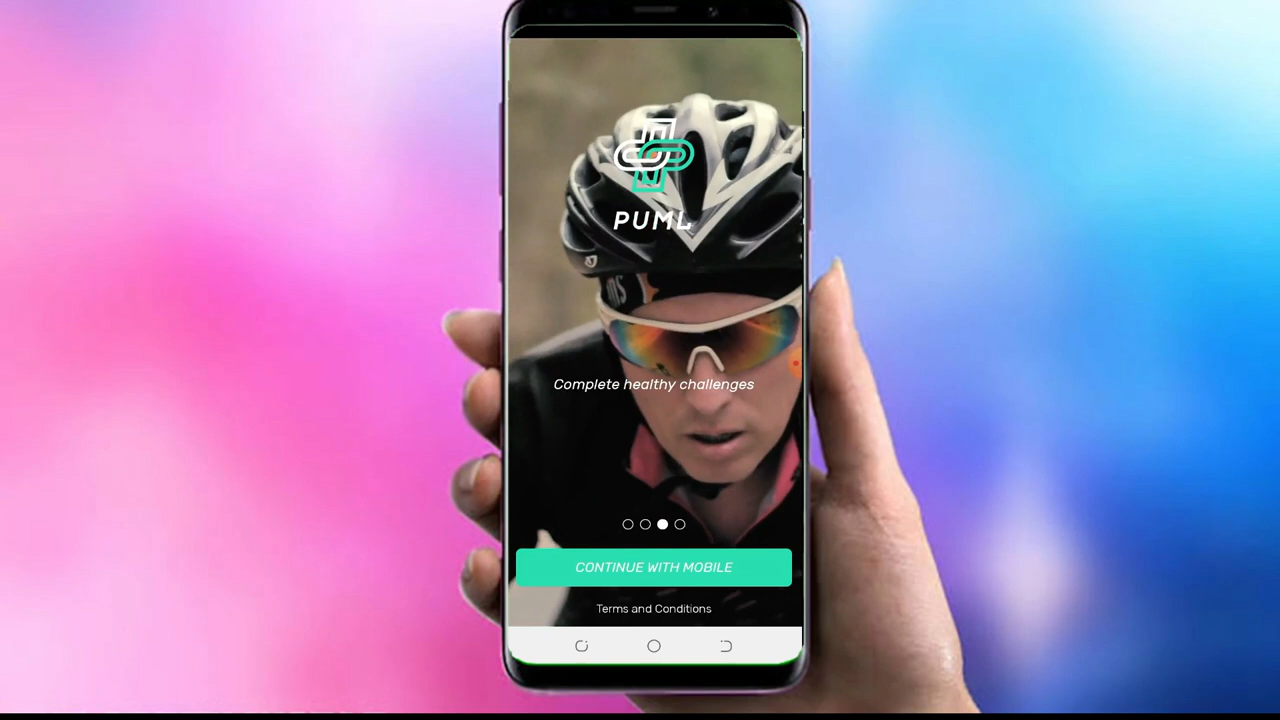 PUML
Complete healthy challenges
CONTINUE WITH MOBILE
Terms and Conditions